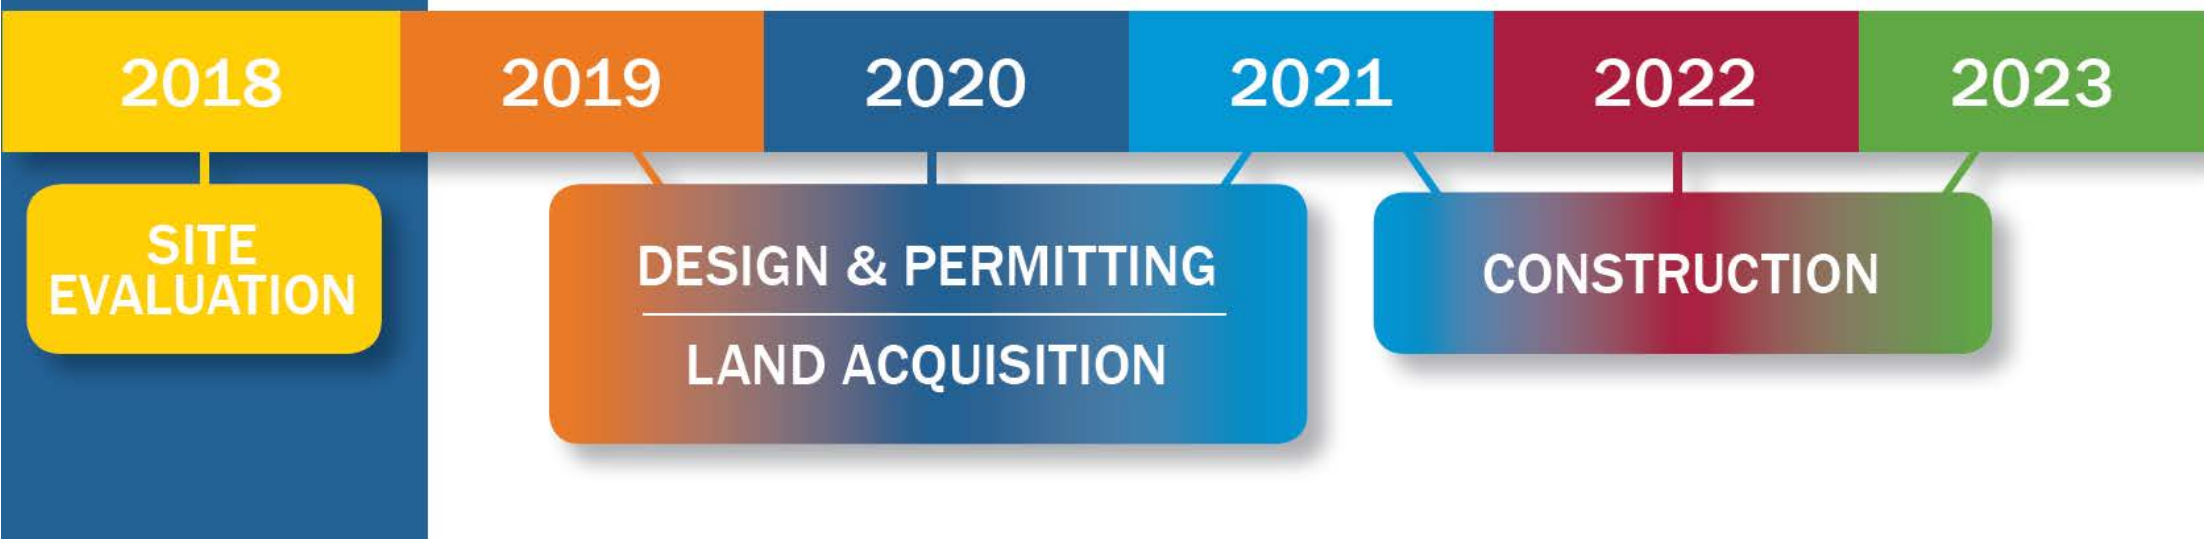 2018
2019
2020
2021
2022
2023
SITE
EVALUATION
DESIGN & PERMITTING
LAND ACQUISITION
CONSTRUCTION